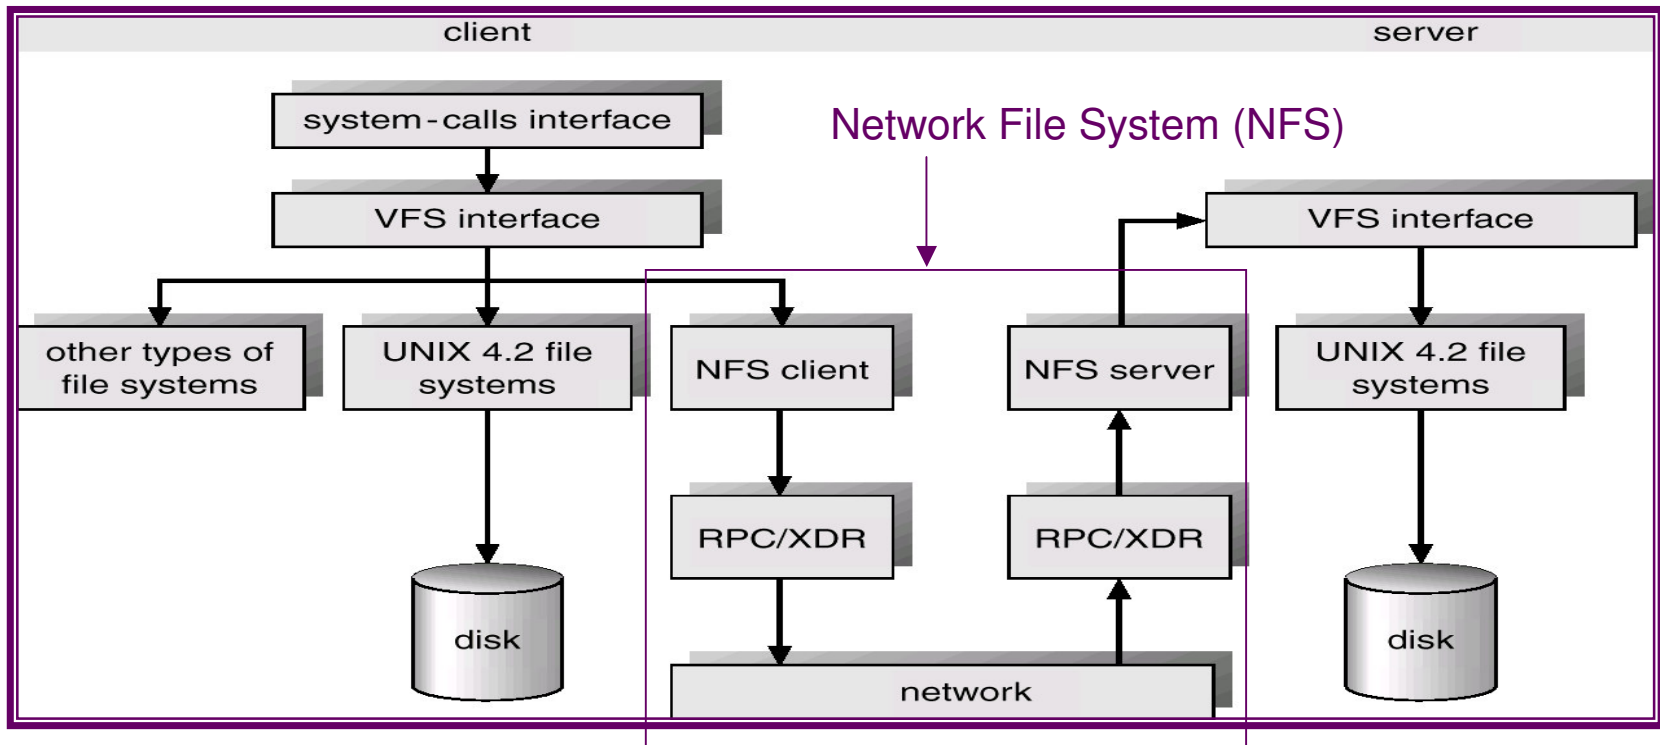 client
server
system-calls interface
Network File System (NFS)
VFS interface
VFS interface
other types of
file systems
UNIX 4.2 file
systems
NFS client
NFS server
UNIX 4.2 file
systems
RPC/XDR
RPC/XDR
disk
disk
network